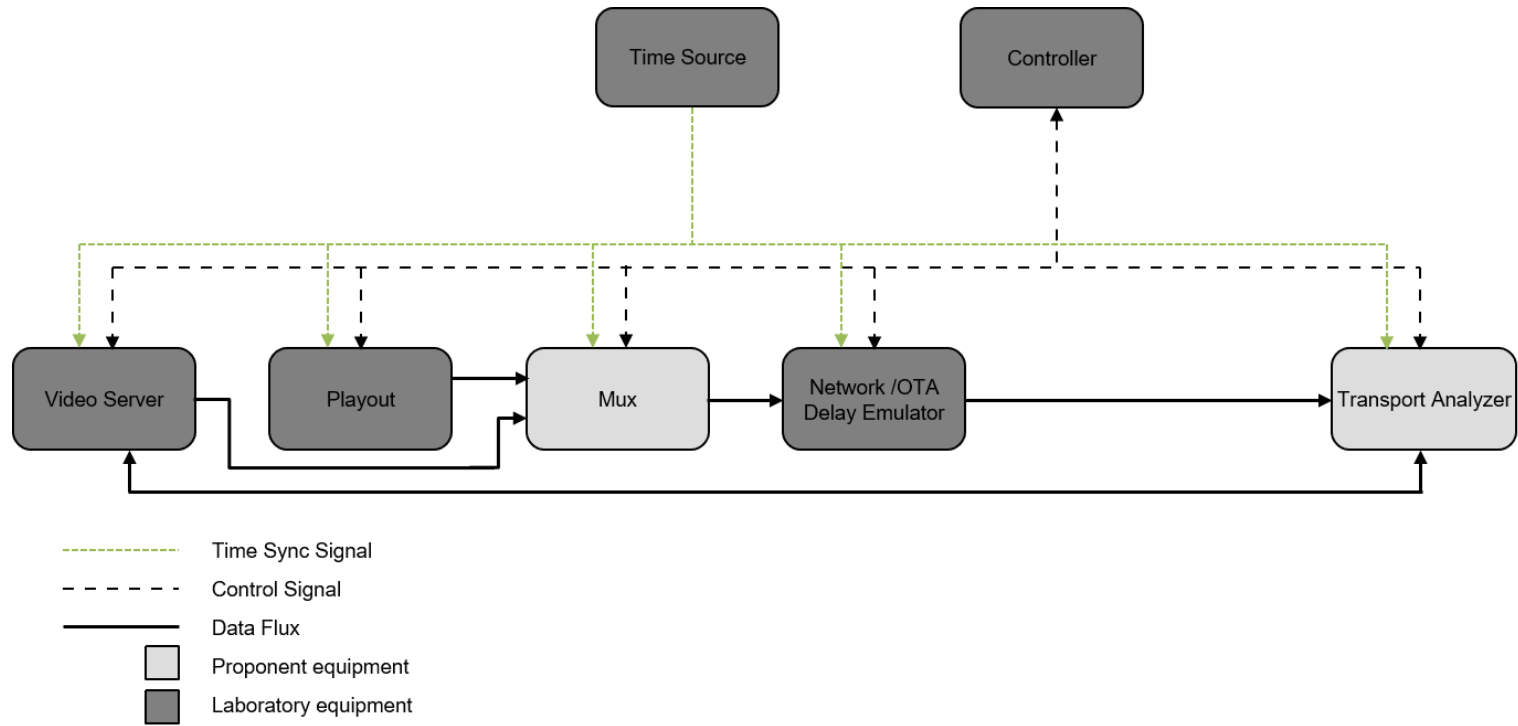 Time Source
Controller
Video Server
Playout
Mux
Network /OTA
Delay Emulator
Transport Analyzer
Time Sync Signal
Control Signal
Data Flux
Proponent equipment
Laboratory equipment